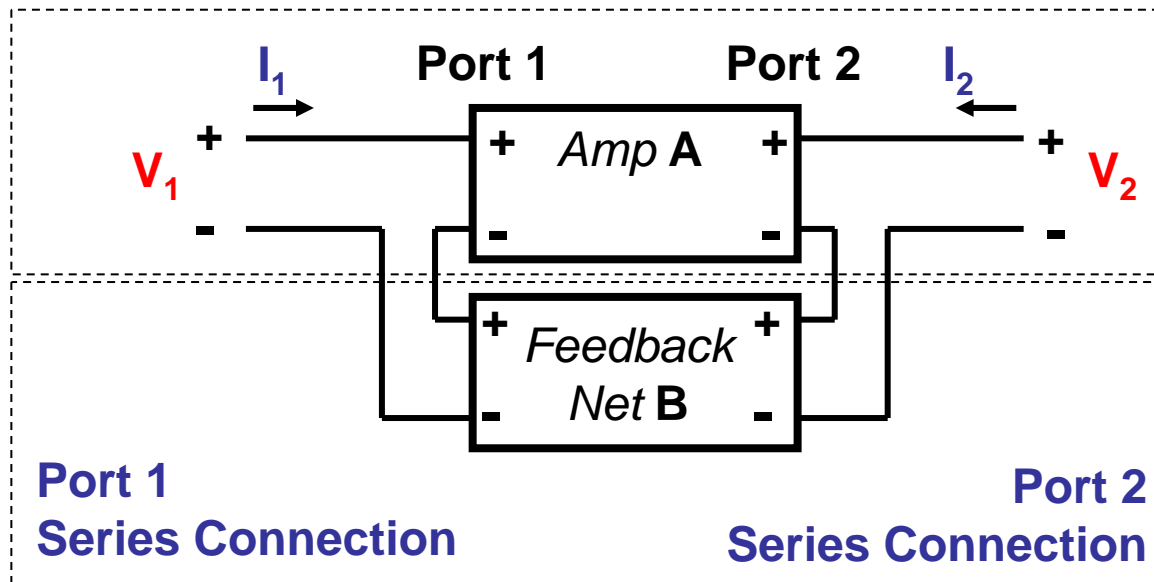 Port 1 Port 2
I₁ I₂
+ + Amp A + +
V₁ V₂
- - - -
+ Feedback +
- Net B -
Port 1 Port 2
Series Connection Series Connection